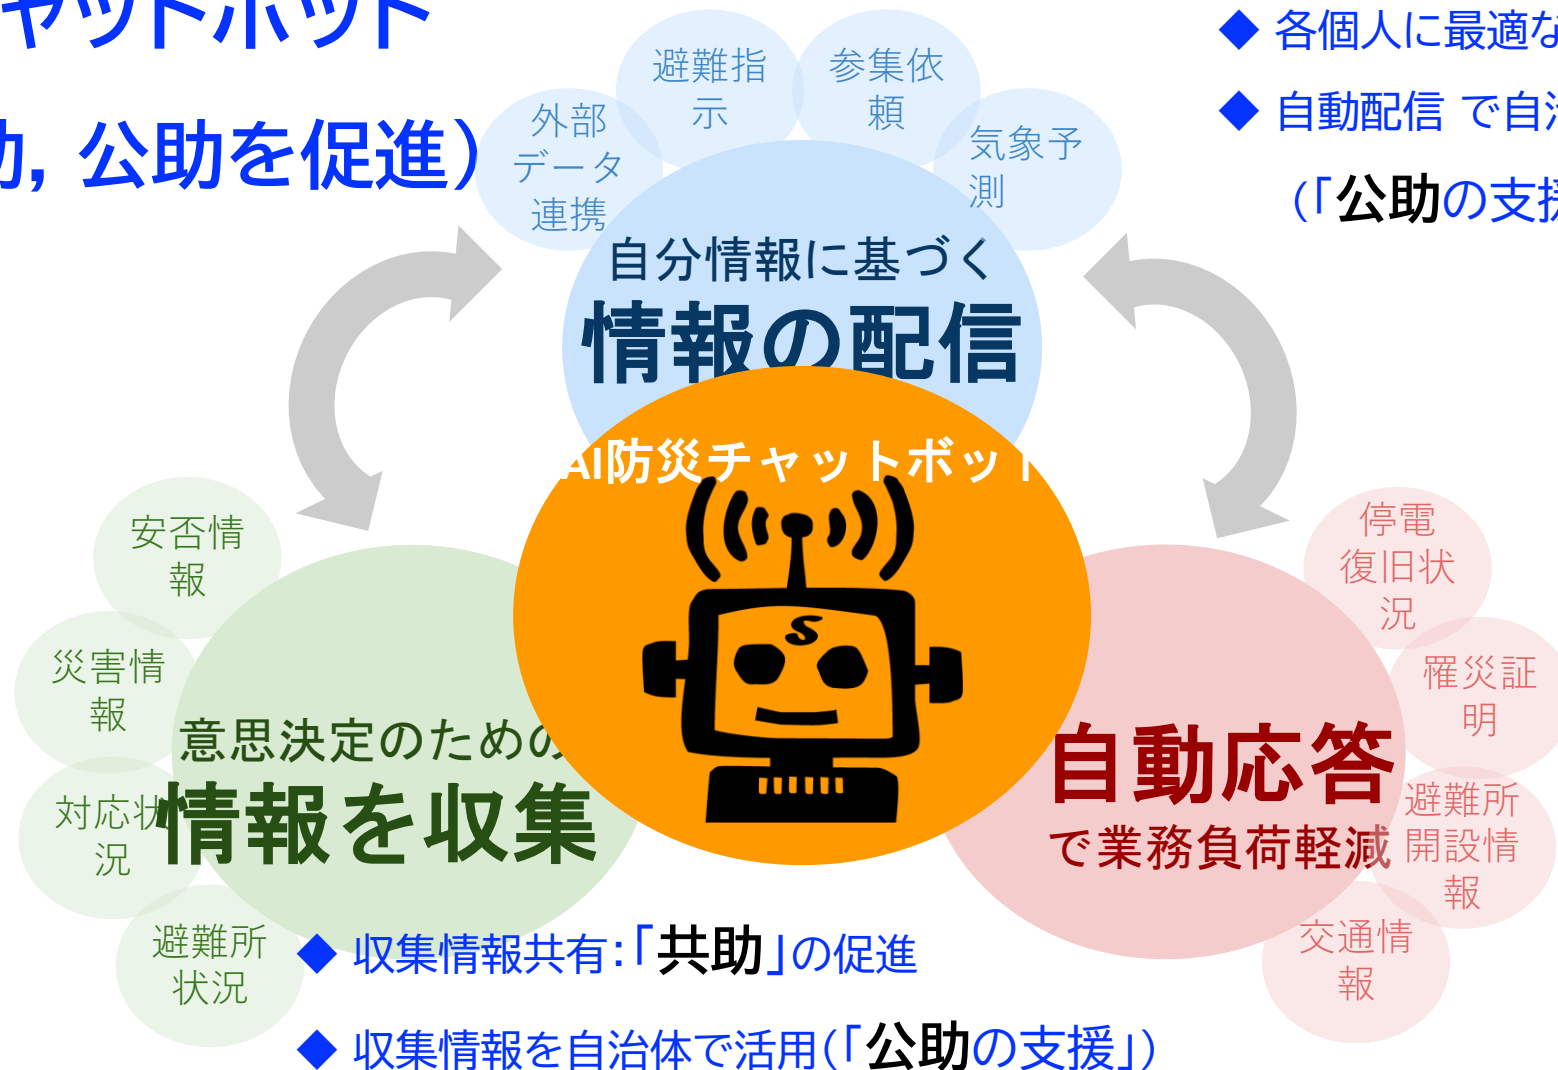 ャットボット
助，公助を促進）
◆ 各個人に最適な
◆ 自動配信 で自治
（「公助の支援
外部
データ
連携
避難指
示
参集依
頼
気象予
測
自分情報に基づく
情報の配信
AI防災チャットボット
S
安否情
報
災害情
報
対応状
況
避難所
状況
意思決定のための
情報を収集
停電
復旧状
況
罹災証
明
避難所
開設情
報
交通情
報
自動応答
で業務負荷軽減
◆ 収集情報共有：「共助」の促進
◆ 収集情報を自治体で活用（「公助の支援」）